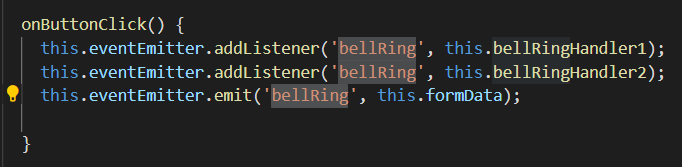 onButtonClick() {
this.eventEmitter.addListener('bellRing', this.bellRingHandler1);
this.eventEmitter.addListener('bellRing', this.bellRingHandler2);
this.eventEmitter.emit('bellRing', this.formData);
}